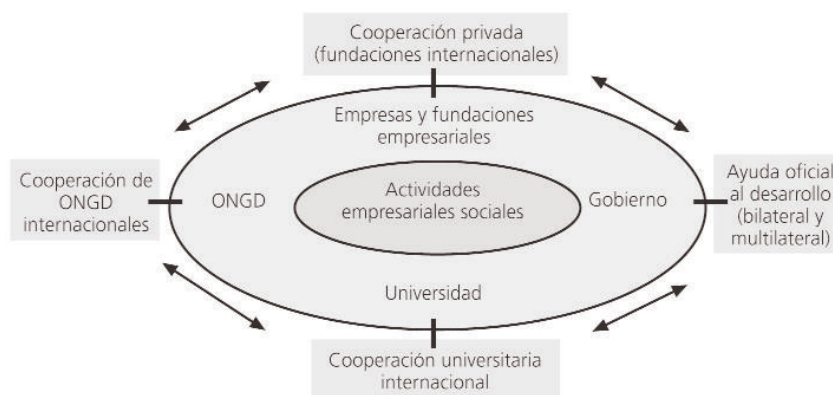 Cooperación privada
(fundaciones internacionales)
Empresas y fundaciones
empresariales
Cooperación de
ONGD
internacionales
ONGD
Actividades
empresariales sociales
Gobierno
Ayuda oficial
al desarrollo
(bilateral y
multilateral)
Universidad
Cooperación universitaria
internacional